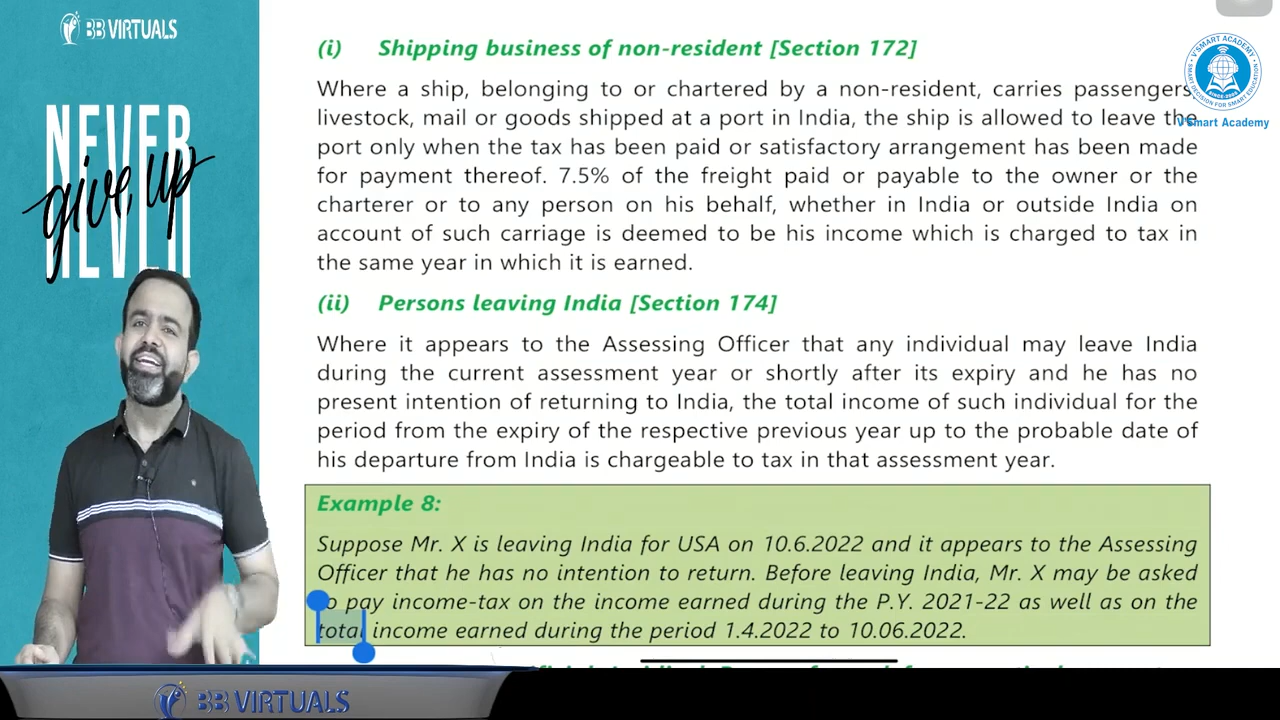 BB VIRTUALS
NEVER
give up
NEVER
V'SMART ACADEMY
V'Smart Academy
(i) Shipping business of non-resident [Section 172]
Where a ship, belonging to or chartered by a non-resident, carries passengers,
livestock, mail or goods shipped at a port in India, the ship is allowed to leave the
port only when the tax has been paid or satisfactory arrangement has been made
for payment thereof. 7.5% of the freight paid or payable to the owner or the
charterer or to any person on his behalf, whether in India or outside India on
account of such carriage is deemed to be his income which is charged to tax in
the same year in which it is earned.
(ii) Persons leaving India [Section 174]
Where it appears to the Assessing Officer that any individual may leave India
during the current assessment year or shortly after its expiry and he has no
present intention of returning to India, the total income of such individual for the
period from the expiry of the respective previous year up to the probable date of
his departure from India is chargeable to tax in that assessment year.
Example 8:
Suppose Mr. X is leaving India for USA on 10.6.2022 and it appears to the Assessing
Officer that he has no intention to return. Before leaving India, Mr. X may be asked
to pay income-tax on the income earned during the P.Y. 2021-22 as well as on the
total income earned during the period 1.4.2022 to 10.06.2022.
BB VIRTUALS